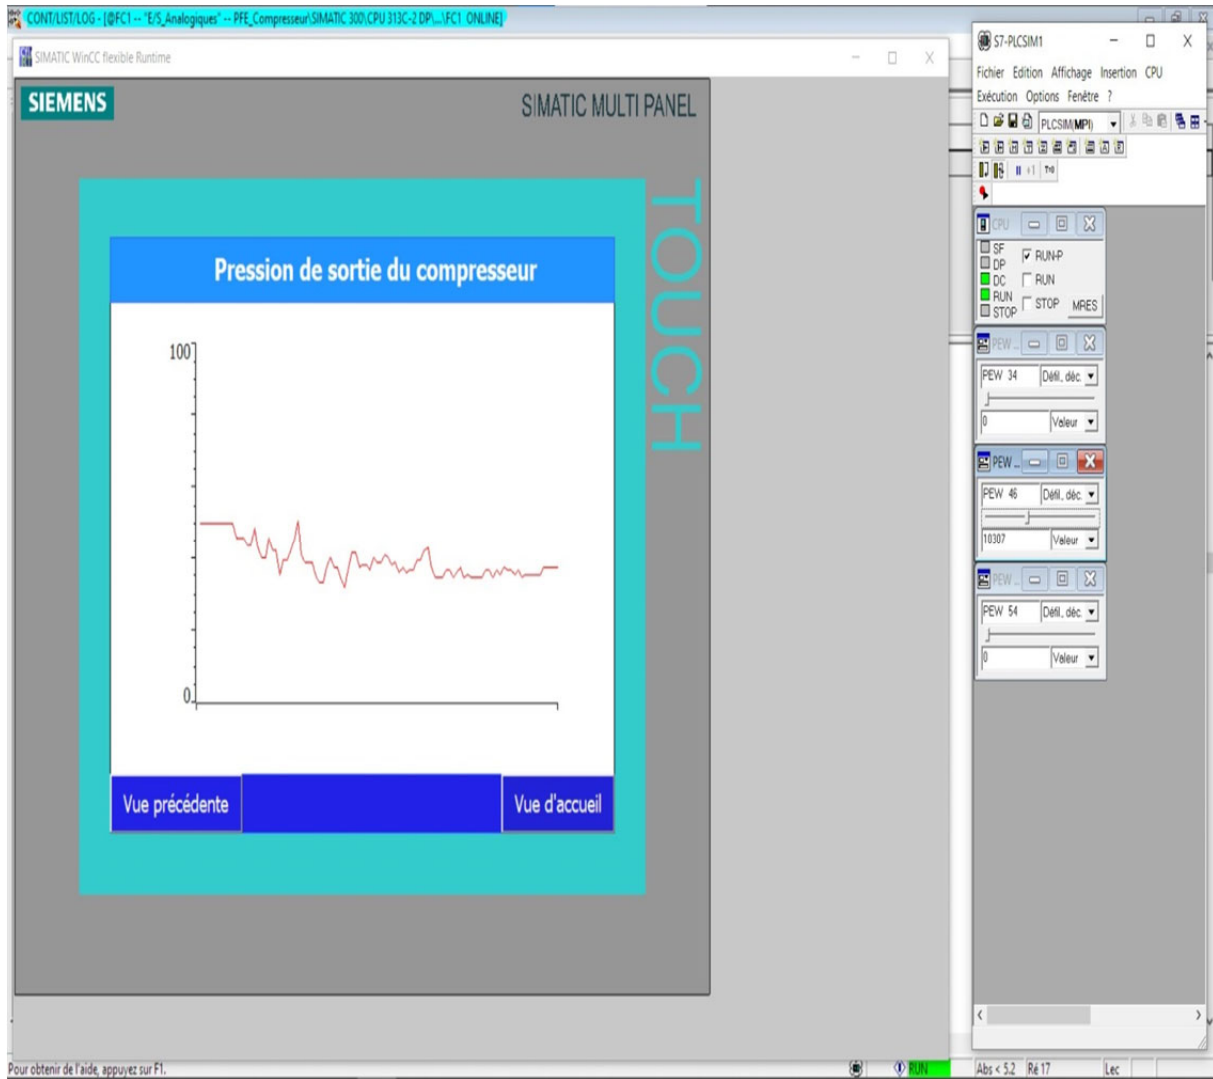 CONT/LIST/LOG - [@FC1 -- "E/S_Analogiques" -- PFE_Compresseur\SIMATIC 300\CPU 313C-2 DP\...\FC1 ONLINE]
SIMATIC WinCC flexible Runtime
SIEMENS
SIMATIC MULTI PANEL
TOUCH
Pression de sortie du compresseur
100
0
Vue précédente
Vue d'accueil
S7-PLCSIM1
Fichier Edition Affichage Insertion CPU
Exécution Options Fenêtre ?
PLCSIM(MPI)
+1 T=0
CPU
SF
DP
DC
RUN
STOP
RUN-P
RUN
STOP MRES
PEW ...
PEW 34 Défil., déc.
0 Valeur
PEW ...
PEW 46 Défil., déc.
10307 Valeur
PEW ...
PEW 54 Défil., déc.
0 Valeur
Pour obtenir de l'aide, appuyez sur F1.
RUN
Abs < 5.2 Ré 17 Lec